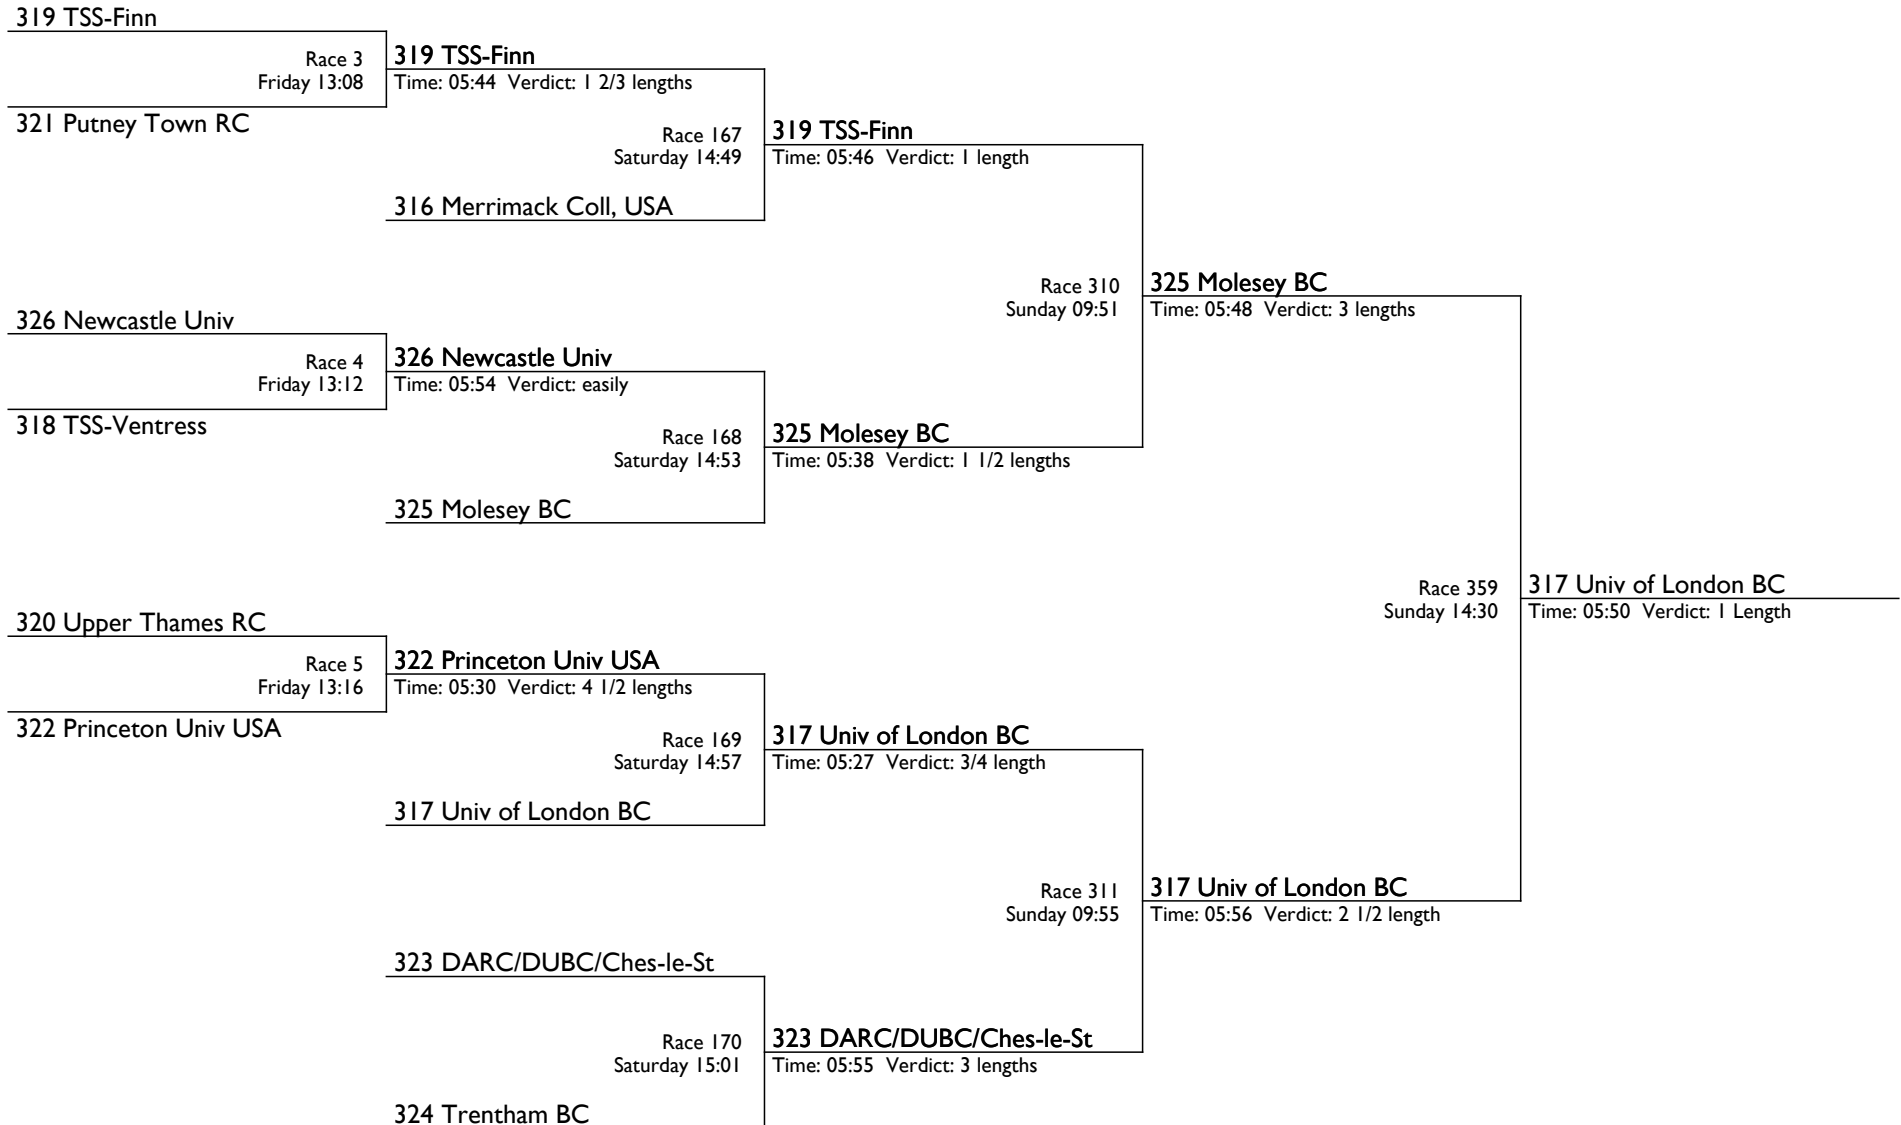 319 TSS-Finn
Race 3
Friday 13:08
321 Putney Town RC
319 TSS-Finn
Time: 05:44 Verdict: 1 2/3 lengths
Race 167
Saturday 14:49
316 Merrimack Coll, USA
319 TSS-Finn
Time: 05:46 Verdict: 1 length
326 Newcastle Univ
Race 4
Friday 13:12
318 TSS-Ventress
326 Newcastle Univ
Time: 05:54 Verdict: easily
Race 168
Saturday 14:53
325 Molesey BC
325 Molesey BC
Time: 05:38 Verdict: 1 1/2 lengths
Race 310
Sunday 09:51
325 Molesey BC
Time: 05:48 Verdict: 3 lengths
320 Upper Thames RC
Race 5
Friday 13:16
322 Princeton Univ USA
322 Princeton Univ USA
Time: 05:30 Verdict: 4 1/2 lengths
Race 169
Saturday 14:57
317 Univ of London BC
317 Univ of London BC
Time: 05:27 Verdict: 3/4 length
323 DARC/DUBC/Ches-le-St
Race 170
Saturday 15:01
324 Trentham BC
323 DARC/DUBC/Ches-le-St
Time: 05:55 Verdict: 3 lengths
Race 311
Sunday 09:55
317 Univ of London BC
Time: 05:56 Verdict: 2 1/2 length
Race 359
Sunday 14:30
317 Univ of London BC
Time: 05:50 Verdict: 1 Length